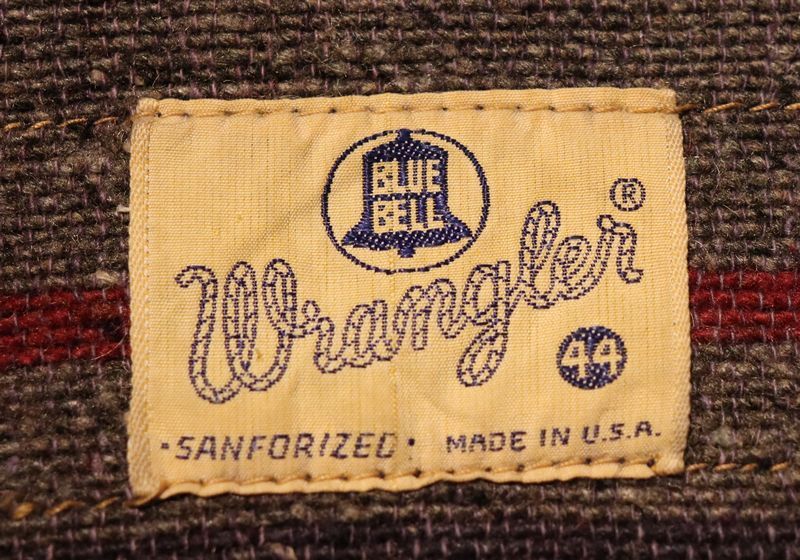 BLUE
BELL
Wrangler®
44
•SANFORIZED• MADE IN U.S.A.